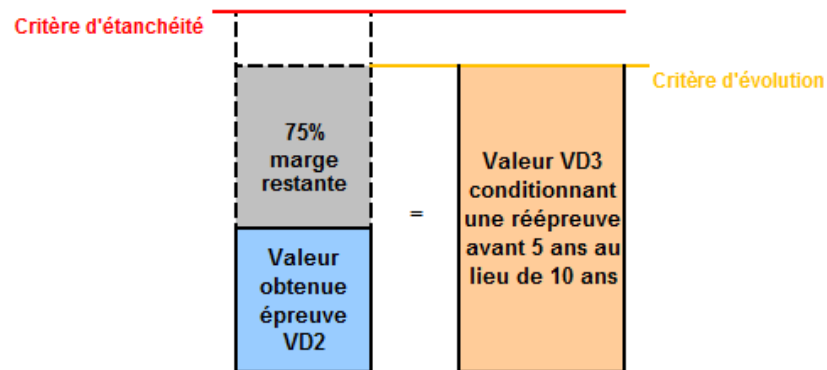 Critère d'étanchéité
Critère d'évolution
75%
marge
restante
Valeur
obtenue
épreuve
VD2
=
Valeur VD3
conditionnant
une réépreuve
avant 5 ans au
lieu de 10 ans